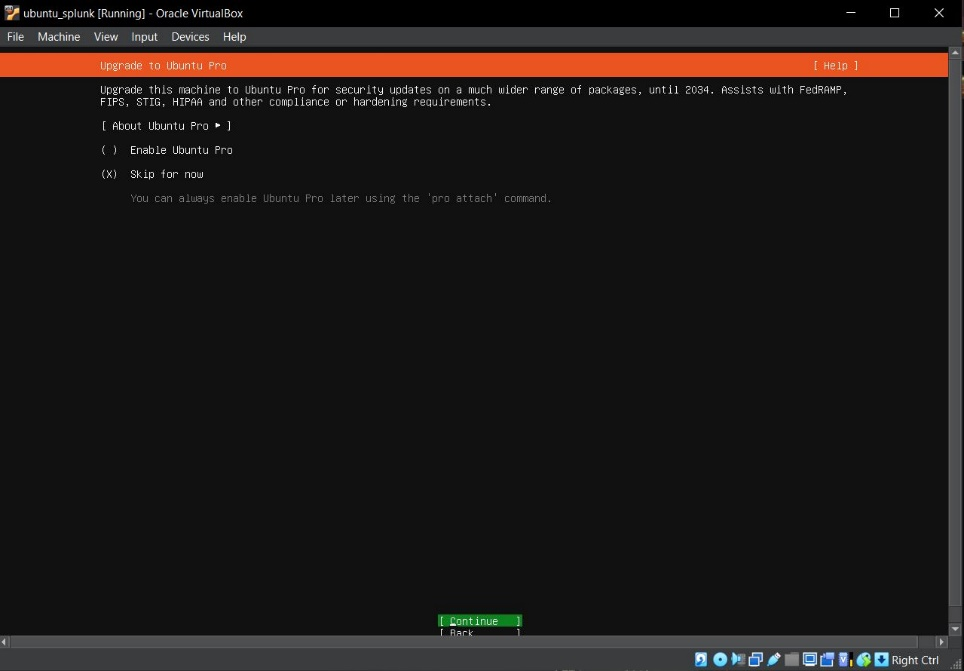 ubuntu_splunk [Running] - Oracle VirtualBox
File Machine View Input Devices Help
Upgrade to Ubuntu Pro [ Help ]
Upgrade this machine to Ubuntu Pro for security updates on a much wider range of packages, until 2034. Assists with FedRAMP,
FIPS, STIG, HIPAA and other compliance or hardening requirements.
[ About Ubuntu Pro ▸ ]
( ) Enable Ubuntu Pro
(X) Skip for now
You can always enable Ubuntu Pro later using the 'pro attach' command.
[ Continue ]
[ Back ]
Right Ctrl